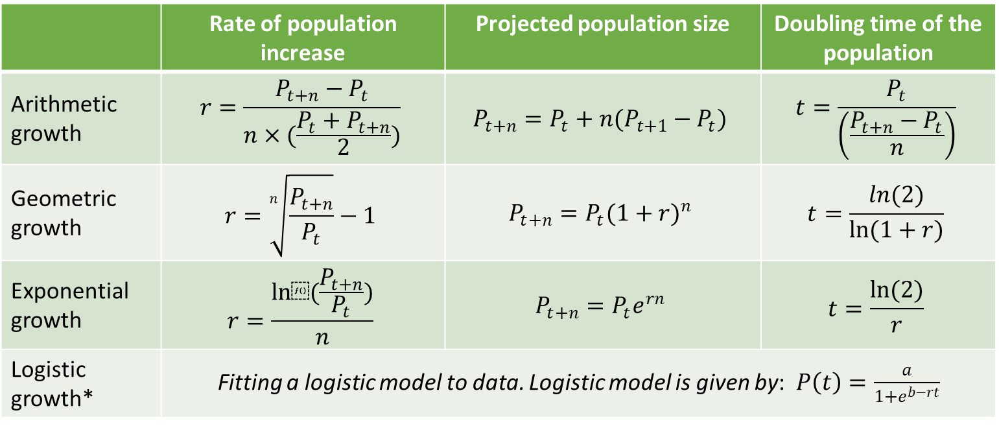 Rate of population
increase
Projected population size
Doubling time of the
population
Arithmetic
growth
r = \frac{P_{t+n} − P_t}{n × (\frac{P_t + P_{t+n}}{2})}
P_{t+n} = P_t + n(P_{t+1} − P_t)
t = \frac{P_t}{(\frac{P_{t+n} − P_t}{n})}
Geometric
growth
r = \sqrt[n]{\frac{P_{t+n}}{P_t}} − 1
P_{t+n} = P_t(1 + r)^n
t = \frac{ln(2)}{ln(1 + r)}
Exponential
growth
r = \frac{ln f()(\frac{P_{t+n}}{P_t})}{n}
P_{t+n} = P_t e^{rn}
t = \frac{ln(2)}{r}
Logistic
growth*
Fitting a logistic model to data. Logistic model is given by: P(t) = \frac{a}{1+e^{b−rt}}